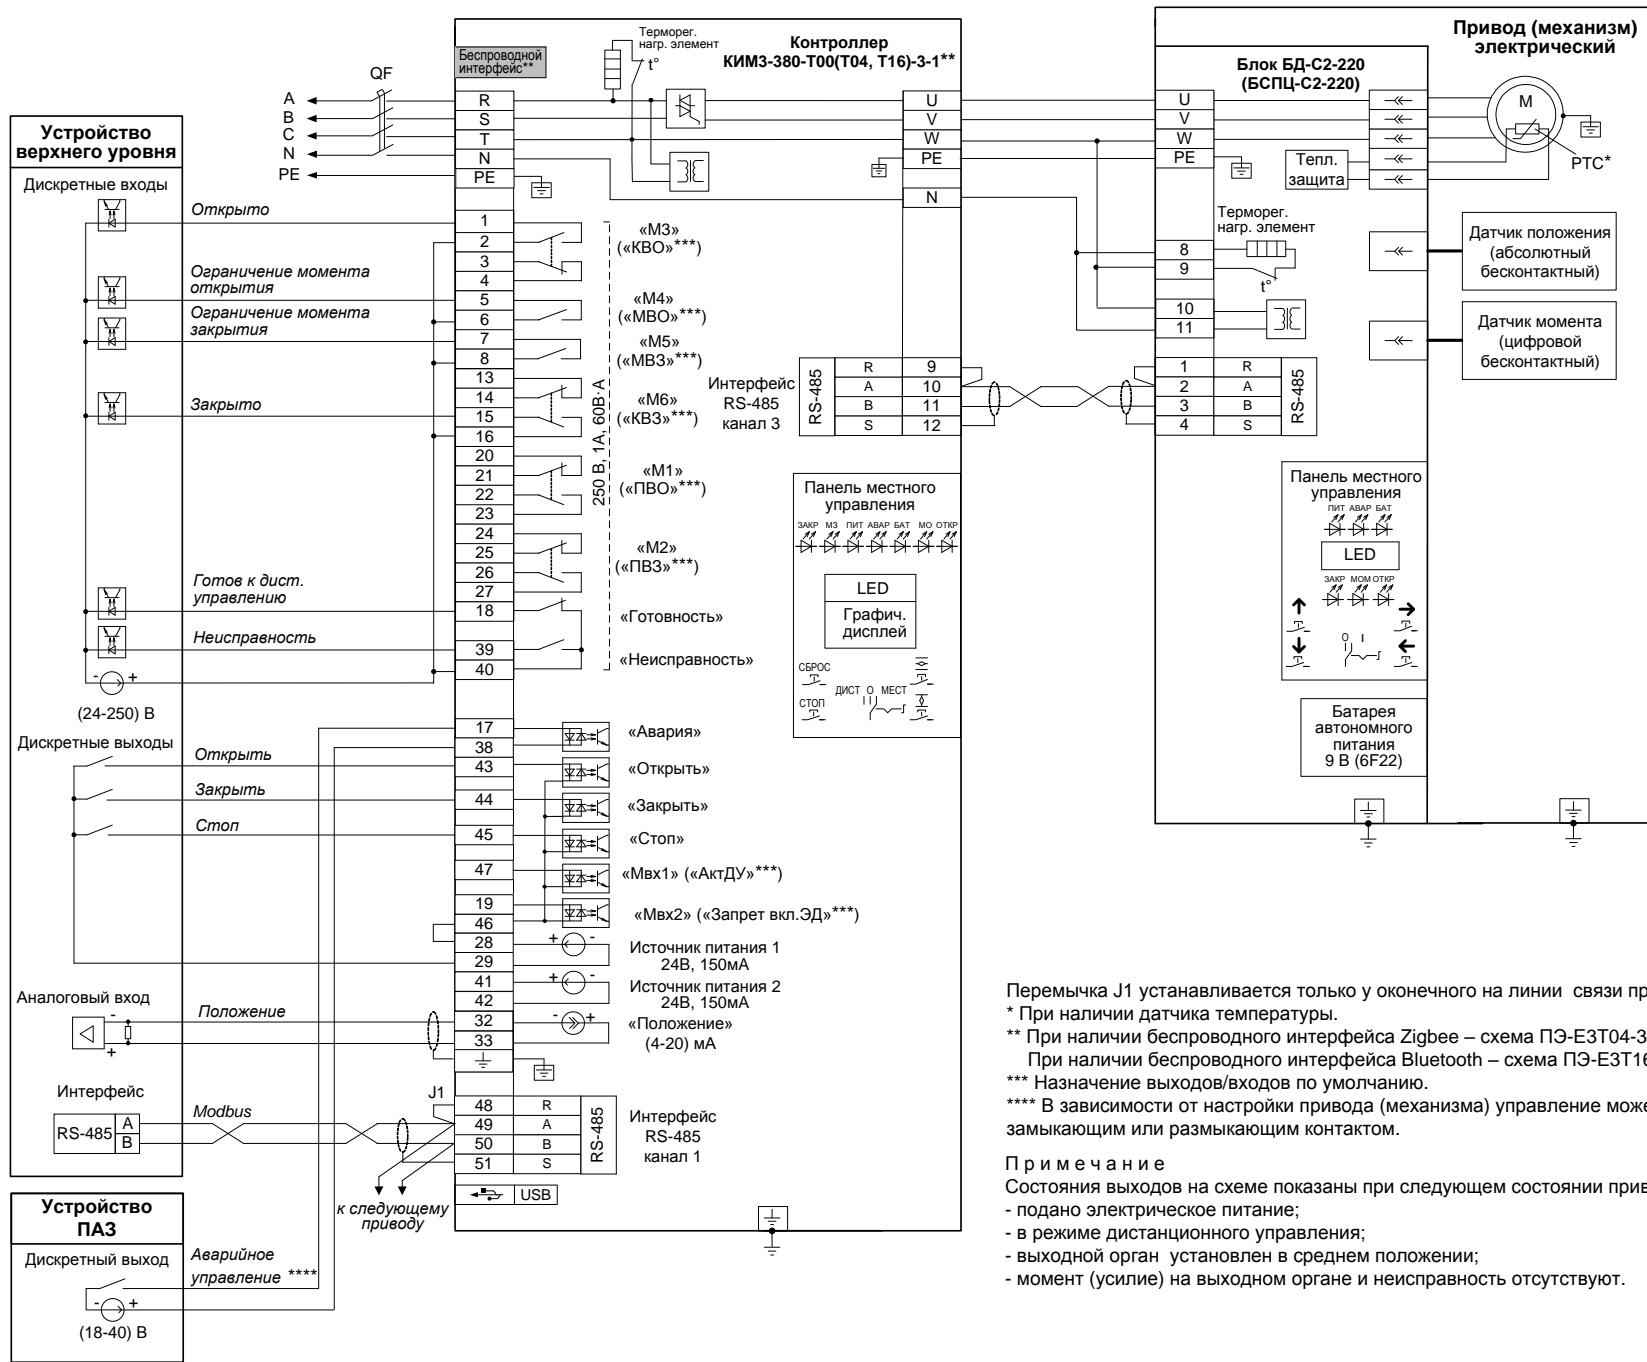 Устройство
верхнего уровня
Дискретные входы
Открыто
Ограничение момента
открытия
Ограничение момента
закрытия
Закрыто
Готов к дист.
управлению
Неисправность
- +
(24-250) В
Дискретные выходы
Открыть
Закрыть
Стоп
Аналоговый вход
-
+
Положение
Интерфейс
RS-485
A
B
Modbus
J1
к следующему
приводу
Устройство
ПАЗ
Дискретный выход
Аварийное
управление ****
- +
(18-40) В
QF
A
B
C
N
PE
Беспроводной
интерфейс**
Терморег.
нагр. элемент
t°
Контроллер
КИМ3-380-Т00(Т04, Т16)-3-1**
R
S
T
N
PE
U
V
W
PE
N
1
2
3
4
5
6
7
8
13
14
15
16
20
21
22
23
24
25
26
27
18
39
40
«М3»
(«КВО»***)
«М4»
(«МВО»***)
«М5»
(«МВЗ»***)
«М6»
(«КВЗ»***)
«М1»
(«ПВО»***)
«М2»
(«ПВЗ»***)
«Готовность»
«Неисправность»
250 В, 1А, 60В·А
17
38
43
44
45
47
19
46
28
29
41
42
32
33
«Авария»
«Открыть»
«Закрыть»
«Стоп»
«Мвх1» («АктДУ»***)
«Мвх2» («Запрет вкл.ЭД»***)
+ -
Источник питания 1
24В, 150мА
+ -
Источник питания 2
24В, 150мА
- +
«Положение»
(4-20) мА
48 R
49 A
50 B
51 S
RS-485
Интерфейс
RS-485
канал 1
USB
Интерфейс
RS-485
канал 3
RS-485
R 9
A 10
B 11
S 12
Панель местного
управления
ЗАКР МЗ ПИТ АВАР БАТ МО ОТКР
LED
Графич.
дисплей
СБРОС
СТОП
ДИСТ О МЕСТ
Привод (механизм)
электрический
Блок БД-С2-220
(БСПЦ-С2-220)
U
V
W
PE
M
PTC*
Тепл.
защита
Терморег.
нагр. элемент
t°
8
9
10
11
1 R
2 A
3 B
4 S
RS-485
Датчик положения
(абсолютный
бесконтактный)
Датчик момента
(цифровой
бесконтактный)
Панель местного
управления
ПИТ АВАР БАТ
LED
ЗАКР МОМ ОТКР
O I
Батарея
автономного
питания
9 В (6F22)
Перемычка J1 устанавливается только у оконечного на линии связи пр
* При наличии датчика температуры.
** При наличии беспроводного интерфейса Zigbee – схема ПЭ-Е3Т04-3
При наличии беспроводного интерфейса Bluetooth – схема ПЭ-Е3Т16
*** Назначение выходов/входов по умолчанию.
**** В зависимости от настройки привода (механизма) управление може
замыкающим или размыкающим контактом.
П р и м е ч а н и е
Состояния выходов на схеме показаны при следующем состоянии прив
- подано электрическое питание;
- в режиме дистанционного управления;
- выходной орган установлен в среднем положении;
- момент (усилие) на выходном органе и неисправность отсутствуют.